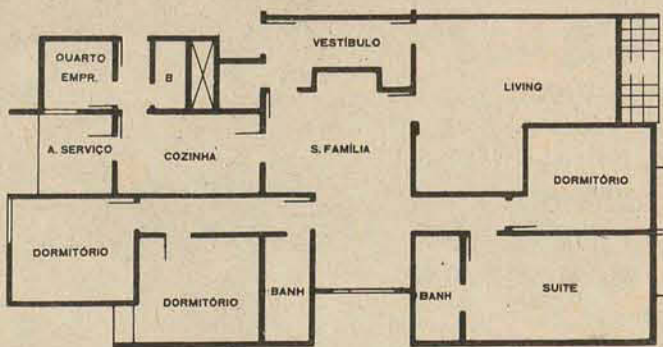 VESTÍBULO
QUARTO
EMPR.
B
LIVING
A. SERVIÇO
COZINHA
S. FAMÍLIA
DORMITÓRIO
DORMITÓRIO
DORMITÓRIO
BANH
BANH
SUITE